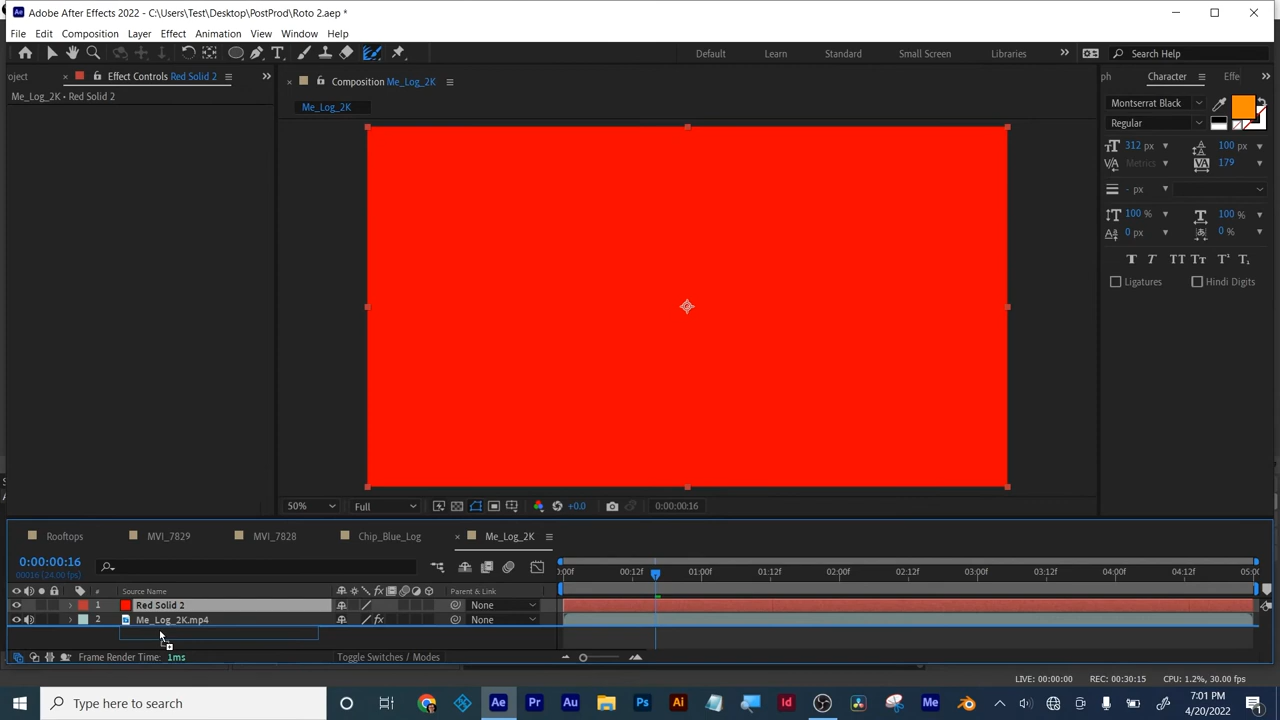 Adobe After Effects 2022 - C:\Users\Test\Desktop\PostProd\Roto 2.aep *
File Edit Composition Layer Effect Animation View Window Help
Default Learn Standard Small Screen Libraries Search Help
oject Effect Controls Red Solid 2
Composition Me_Log_2K
ph Character Effe
Me_Log_2K • Red Solid 2
Me_Log_2K
Montserrat Black
Regular
312 px 100 px
Metrics 179
- px
100 % 100 %
0 px 0 %
Ligatures Hindi Digits
50% Full +0.0 0:00:00:16
Rooftops MVI_7829 MVI_7828 Chip_Blue_Log Me_Log_2K
0:00:00:16
00016 (24.00 fps)
:00f 00:12f 01:00f 01:12f 02:00f 02:12f 03:00f 03:12f 04:00f 04:12f 05:00
# Source Name Parent & Link
1 Red Solid 2 None
2 Me_Log_2K.mp4 None
Frame Render Time: 1ms Toggle Switches / Modes
LIVE: 00:00:00 REC: 00:30:15 CPU: 1.2%, 30.00 fps
Type here to search
7:01 PM
4/20/2022